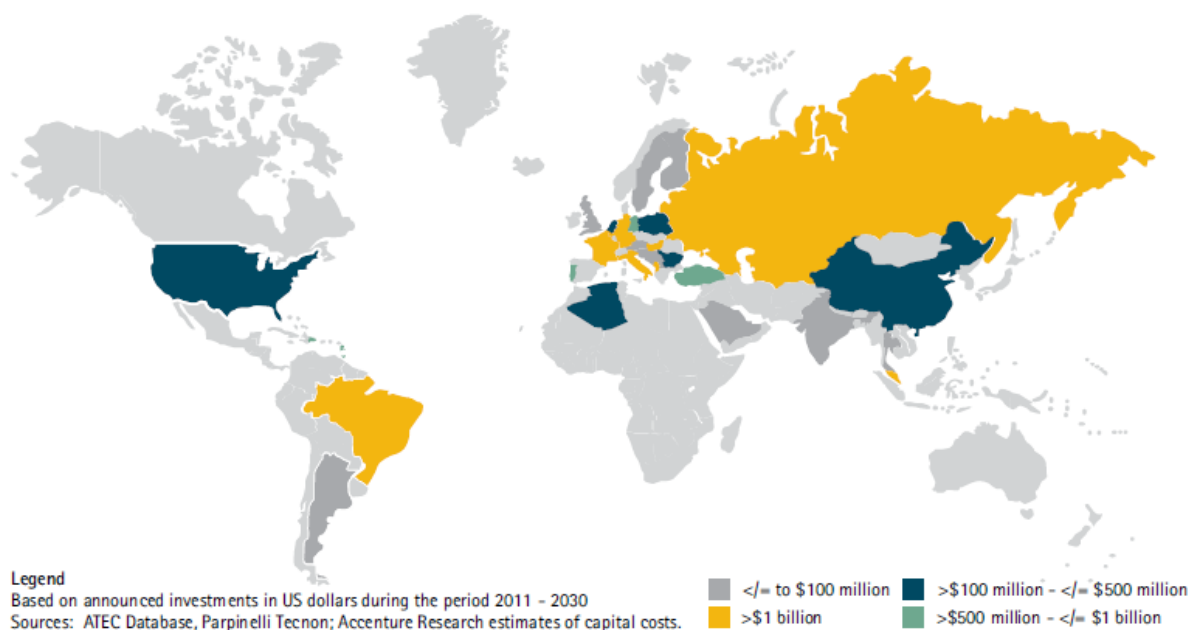 Legend
Based on announced investments in US dollars during the period 2011 - 2030
Sources: ATEC Database, Parpinelli Tecnon; Accenture Research estimates of capital costs.
</= to $100 million
>$100 million - </= $500 million
>$1 billion
>$500 million - </= $1 billion